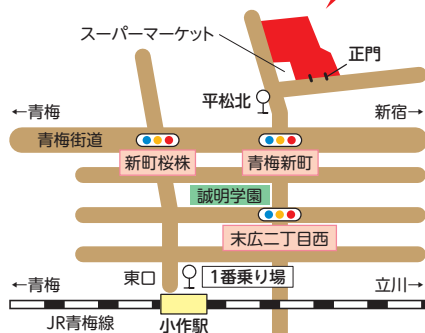 スーパーマーケット
正門
平松北
←青梅
新宿→
青梅街道
新町桜株
青梅新町
誠明学園
末広二丁目西
東口
1番乗り場
←青梅
立川→
JR青梅線
小作駅